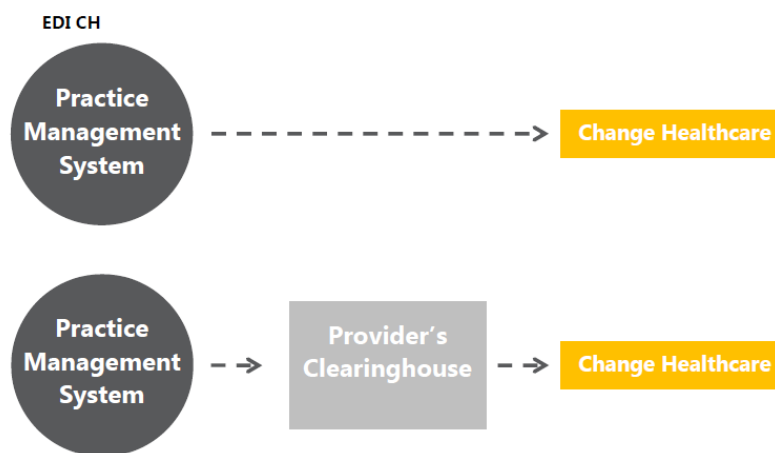 EDI CH
Practice
Management
System
Change Healthcare
Practice
Management
System
Provider's
Clearinghouse
Change Healthcare